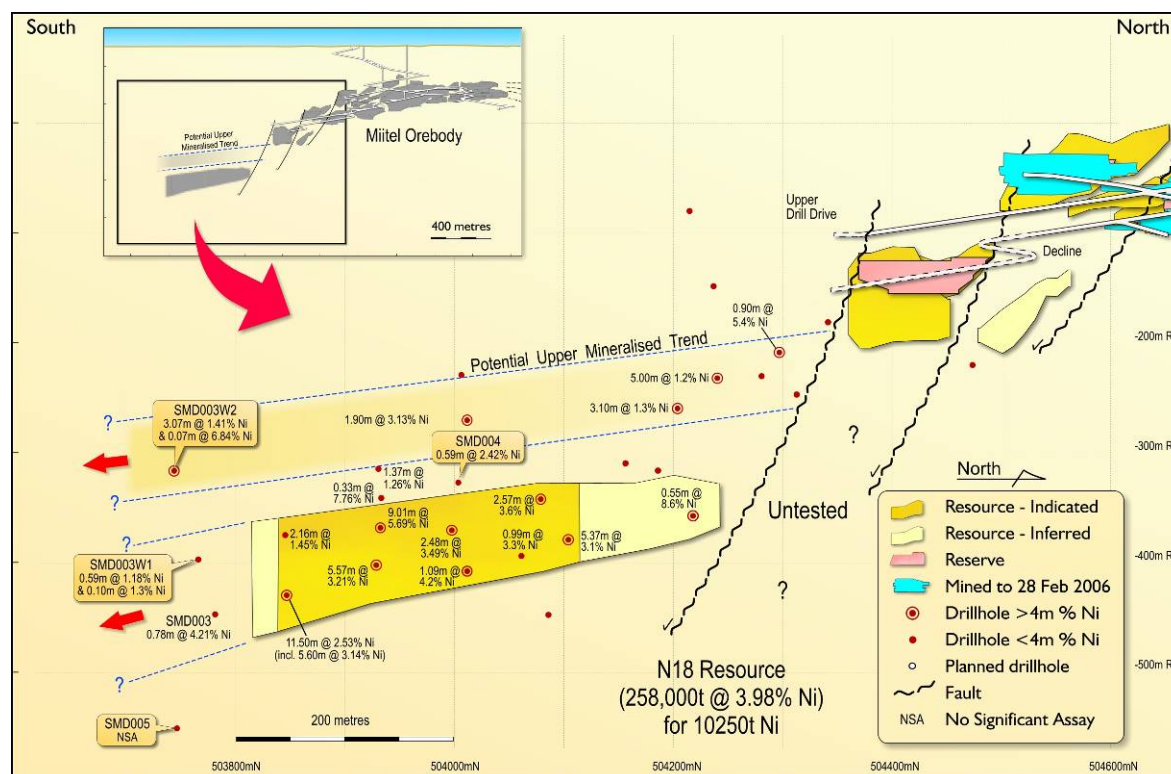 South
North
Potential Upper
Mineralised Trend
Miitel Orebody
400 metres
Upper
Drill Drive
Decline
-200m R
0.90m @
5.4% Ni
Potential Upper Mineralised Trend
5.00m @ 1.2% Ni
3.10m @ 1.3% Ni
1.90m @ 3.13% Ni
?
SMD003W2
3.07m @ 1.41% Ni
& 0.07m @ 6.84% Ni
SMD004
0.59m @ 2.42% Ni
?
-300m R
?
1.37m @
1.26% Ni
0.33m @
7.76% Ni
2.57m @
3.6% Ni
0.55m @
8.6% Ni
Untested
9.01m @
5.69% Ni
2.16m @
1.45% Ni
2.48m @
3.49% Ni
0.99m @
3.3% Ni
5.37m @
3.1% Ni
?
SMD003W1
0.59m @ 1.18% Ni
& 0.10m @ 1.3% Ni
5.57m @
3.21% Ni
1.09m @
4.2% Ni
?
-400m R
SMD003
0.78m @ 4.21% Ni
11.50m @ 2.53% Ni
(incl. 5.60m @ 3.14% Ni)
?
-500m R
N18 Resource
(258,000t @ 3.98% Ni)
for 10250t Ni
SMD005
NSA
200 metres
North
Resource - Indicated
Resource - Inferred
Reserve
Mined to 28 Feb 2006
Drillhole >4m % Ni
Drillhole <4m % Ni
Planned drillhole
Fault
NSA No Significant Assay
503800mN
504000mN
504200mN
504400mN
504600mN